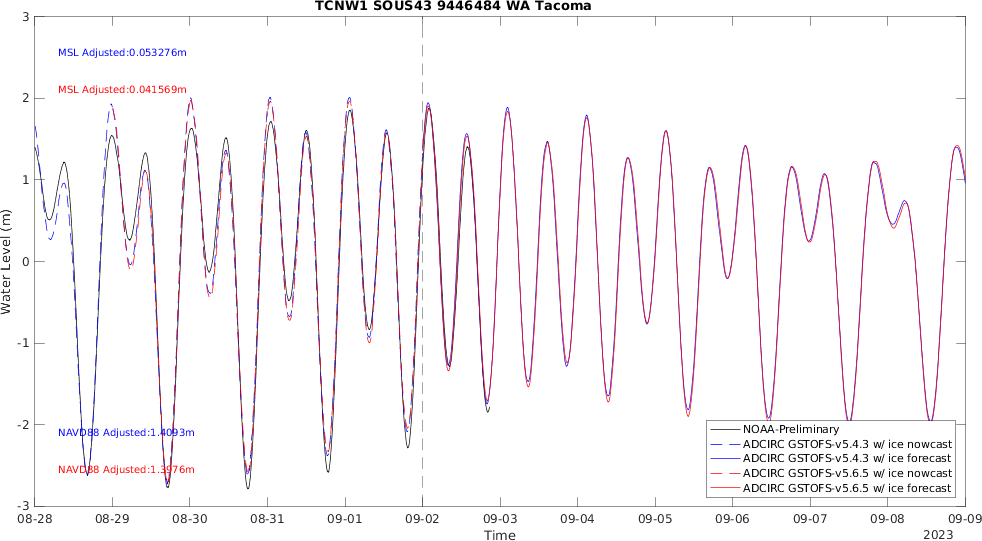 TCNW1 SOUS43 9446484 WA Tacoma
3
2
1
0
-1
-2
-3
Water Level (m)
MSL Adjusted:0.053276m
MSL Adjusted:0.041569m
NAVD88 Adjusted:1.4093m
NAVD88 Adjusted:1.3976m
NOAA-Preliminary
ADCIRC GSTOFS-v5.4.3 w/ ice nowcast
ADCIRC GSTOFS-v5.4.3 w/ ice forecast
ADCIRC GSTOFS-v5.6.5 w/ ice nowcast
ADCIRC GSTOFS-v5.6.5 w/ ice forecast
08-28 08-29 08-30 08-31 09-01 09-02 09-03 09-04 09-05 09-06 09-07 09-08 09-09
Time
2023